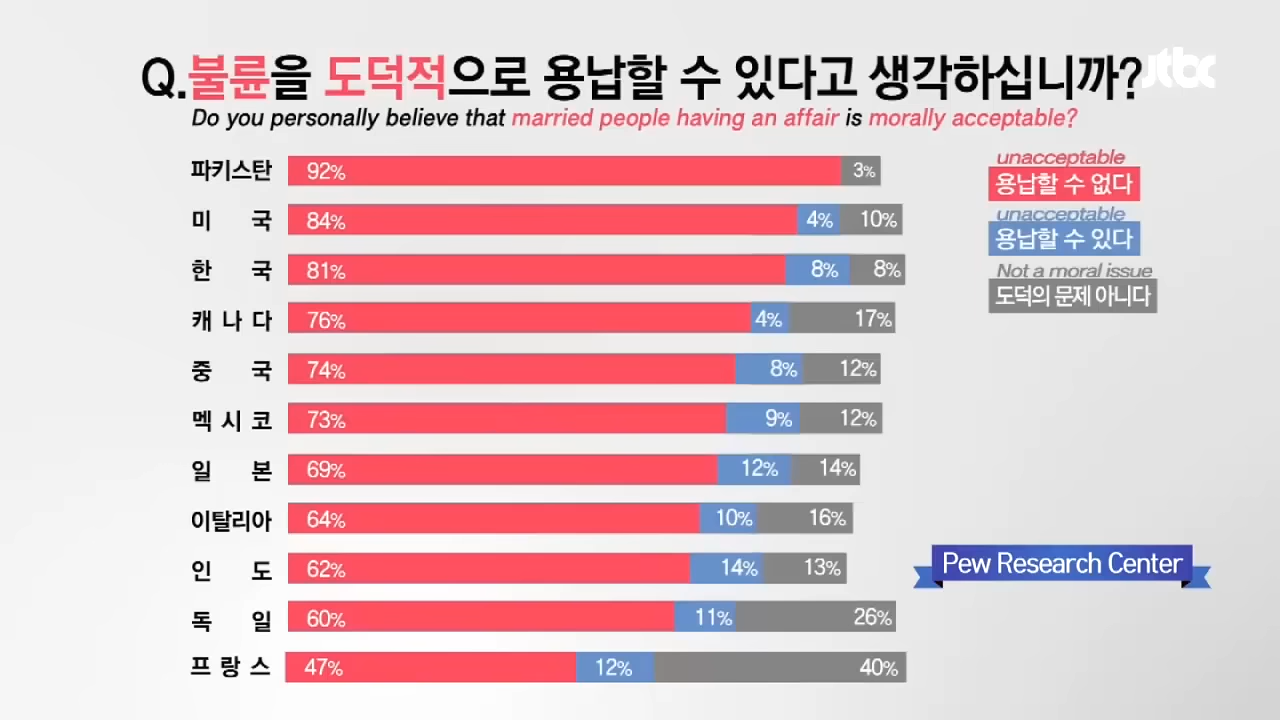 Q.불륜을 도덕적으로 용납할 수 있다고 생각하십니까?
jtbc
Do you personally believe that married people having an affair is morally acceptable?
unacceptable
용납할 수 없다
unacceptable
용납할 수 있다
Not a moral issue
도덕의 문제 아니다
파키스탄 92% 3%
미국 84% 4% 10%
한국 81% 8% 8%
캐나다 76% 4% 17%
중국 74% 8% 12%
멕시코 73% 9% 12%
일본 69% 12% 14%
이탈리아 64% 10% 16%
인도 62% 14% 13%
독일 60% 11% 26%
프랑스 47% 12% 40%
Pew Research Center